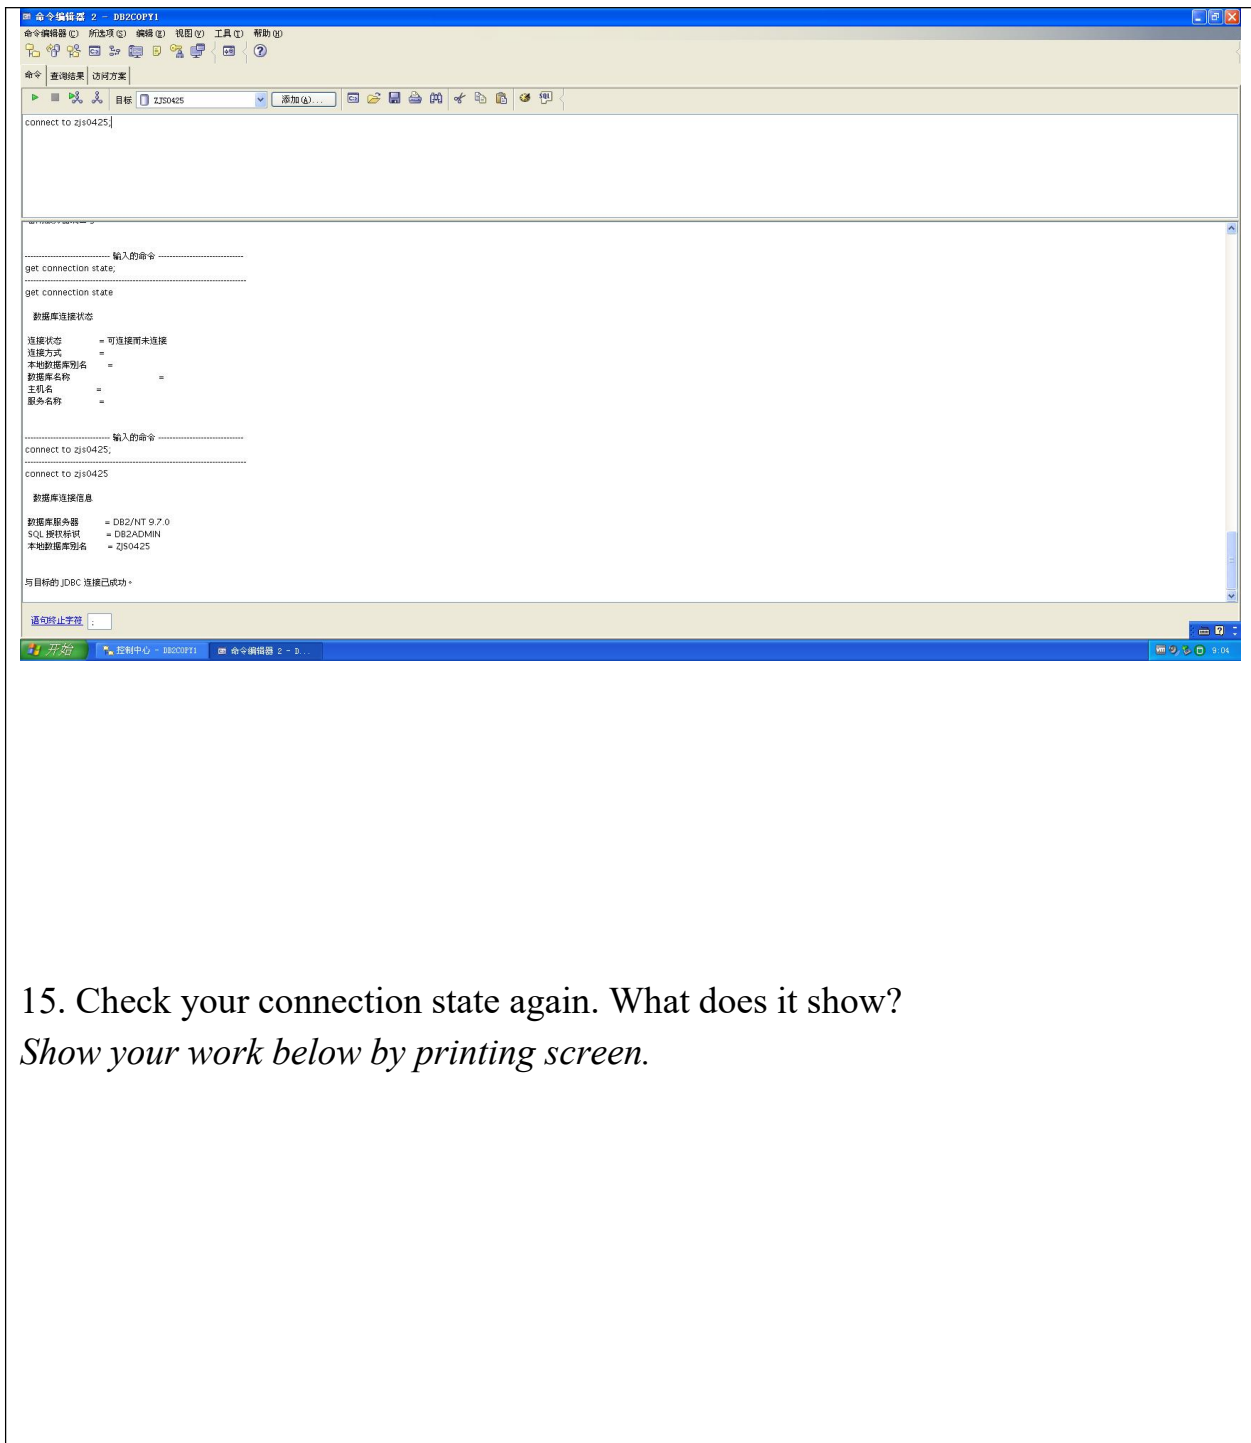 命令编辑器 2 - DB2COPY1
命令编辑器(C) 所选项(S) 编辑(E) 视图(V) 工具(T) 帮助(H)
命令 查询结果 访问方案
目标 ZJS0425 添加(A)...
connect to zjs0425;
---------------------------- 输入的命令 ----------------------------
get connection state;
get connection state
数据库连接状态
连接状态 = 可连接而未连接
连接方式 =
本地数据库别名 =
数据库名称 =
主机名 =
服务名称 =
---------------------------- 输入的命令 ----------------------------
connect to zjs0425;
connect to zjs0425
数据库连接信息
数据库服务器 = DB2/NT 9.7.0
SQL 授权标识 = DB2ADMIN
本地数据库别名 = ZJS0425
与目标的 JDBC 连接已成功。
语句终止字符 ;
开始 控制中心 - DB2COPY1 命令编辑器 2 - D... 9:04
15. Check your connection state again. What does it show?
Show your work below by printing screen.